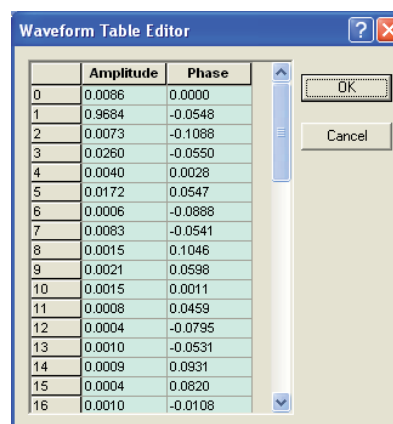 Waveform Table Editor
Amplitude Phase
0 0.0086 0.0000
1 0.9684 -0.0548
2 0.0073 -0.1088
3 0.0260 -0.0550
4 0.0040 0.0028
5 0.0172 0.0547
6 0.0006 -0.0888
7 0.0083 -0.0541
8 0.0015 0.1046
9 0.0021 0.0598
10 0.0015 0.0011
11 0.0008 0.0459
12 0.0004 -0.0795
13 0.0010 -0.0531
14 0.0009 0.0931
15 0.0004 0.0820
16 0.0010 -0.0108
OK
Cancel